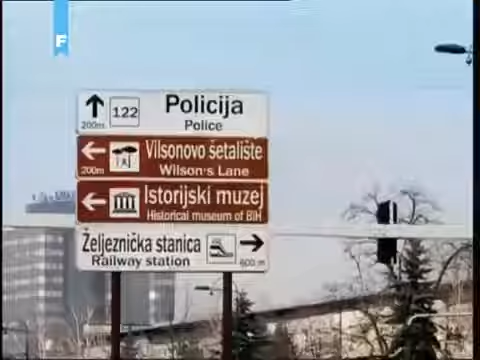 F
122
Policija
200m
Police
Vilsonovo šetalište
200m
Wilson's Lane
Istorijski muzej
Historical museum of BIH
Željeznička stanica
Railway station
600 m